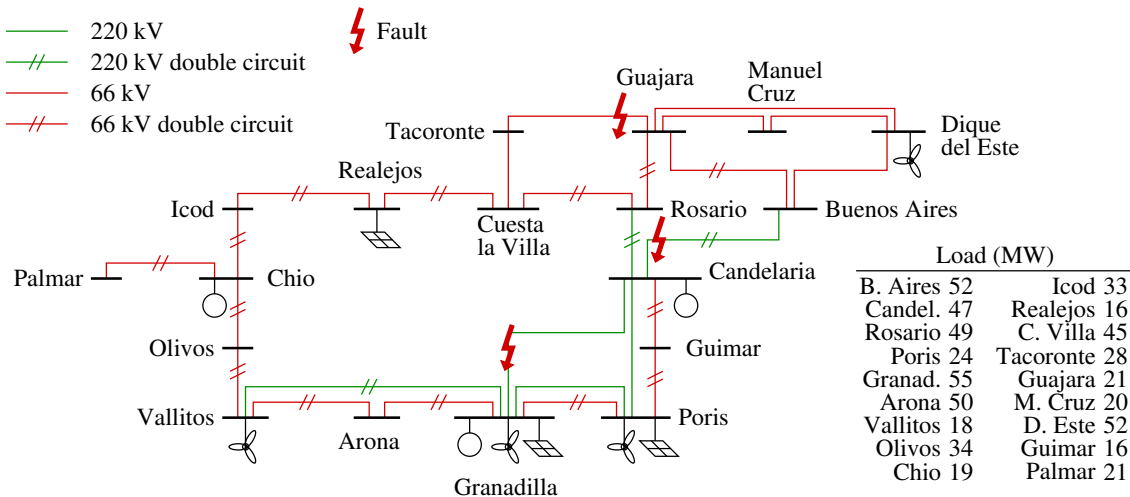 220 kV
220 kV double circuit
66 kV
66 kV double circuit
Fault
Guajara
Manuel
Cruz
Tacoronte
Dique
del Este
Realejos
Icod
Cuesta
la Villa
Rosario
Buenos Aires
Palmar
Chio
Candelaria
Olivos
Guimar
Vallitos
Arona
Granadilla
Poris
Load (MW)
B. Aires 52 Icod 33
Candel. 47 Realejos 16
Rosario 49 C. Villa 45
Poris 24 Tacoronte 28
Granad. 55 Guajara 21
Arona 50 M. Cruz 20
Vallitos 18 D. Este 52
Olivos 34 Guimar 16
Chio 19 Palmar 21